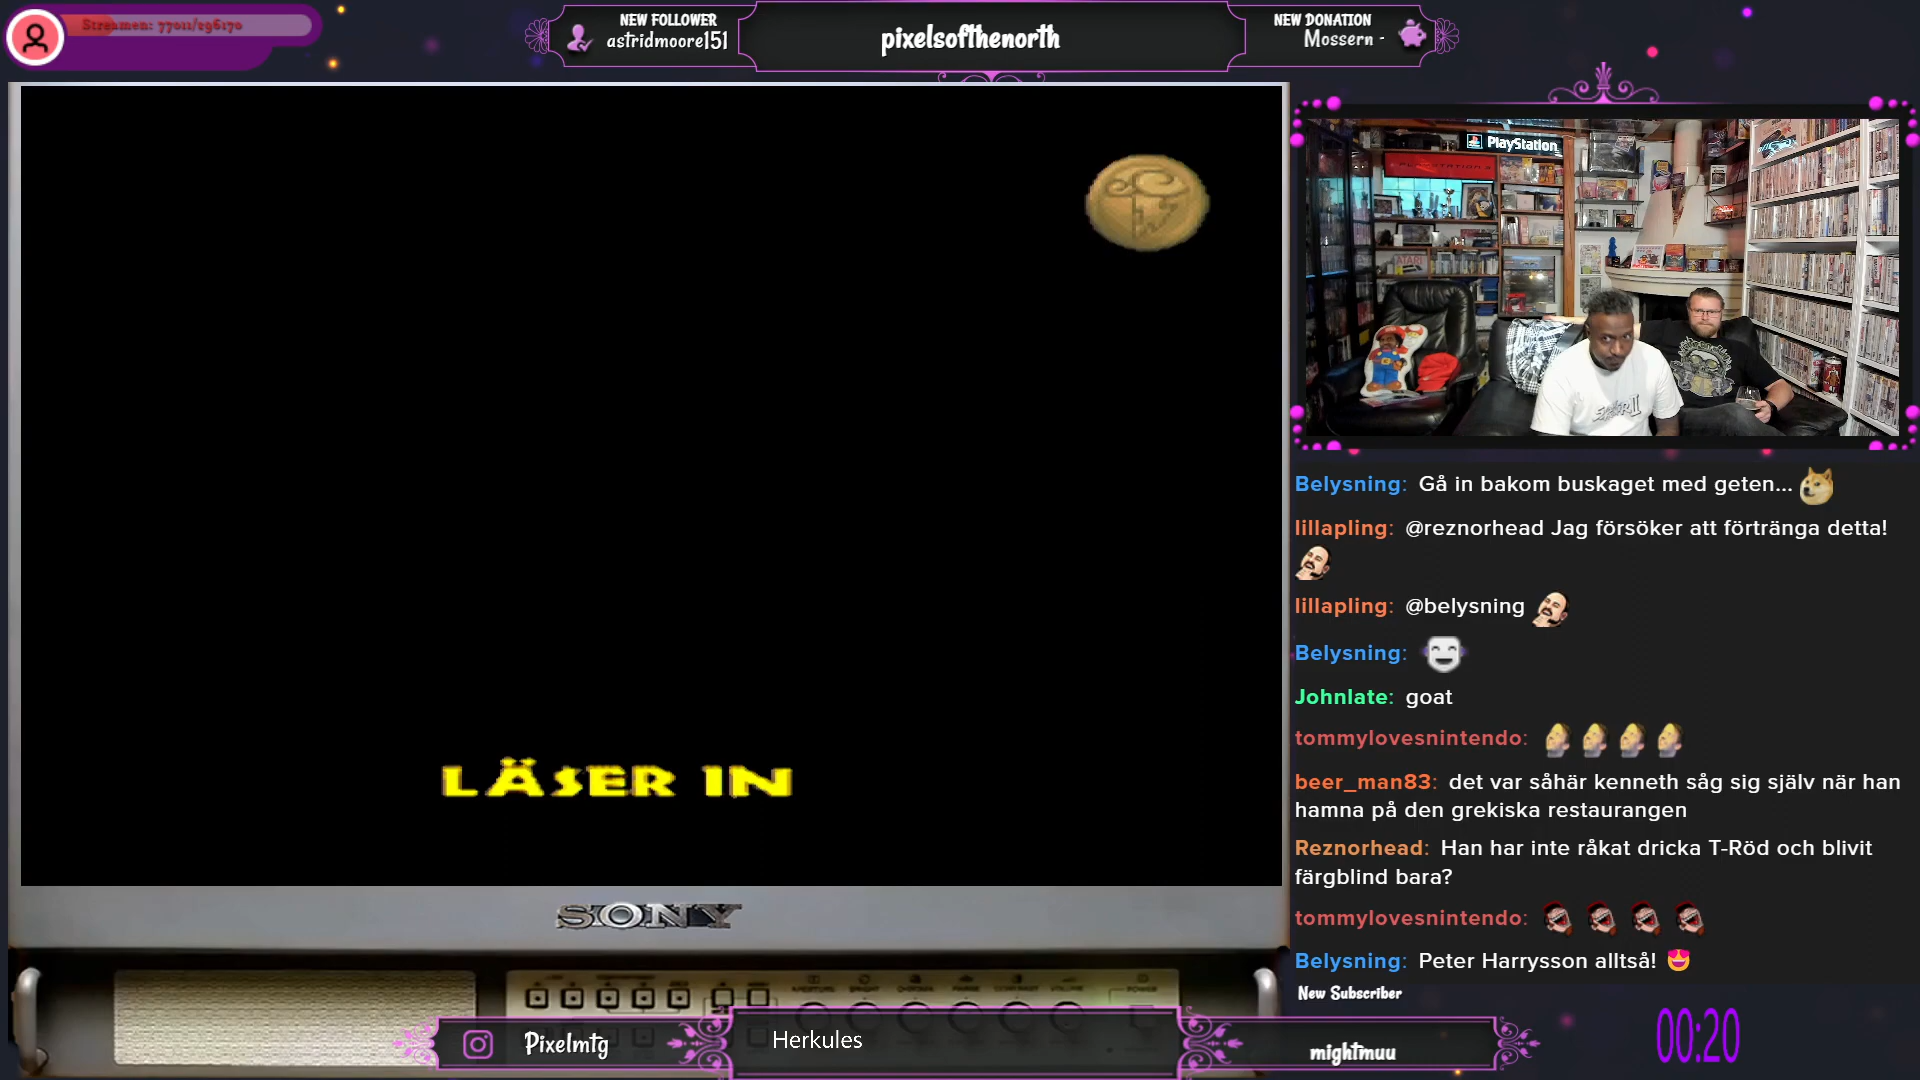 Streamen: 77011/296170
NEW FOLLOWER
astridmoore151
pixelsofthenorth
NEW DONATION
Mossern -
PlayStation
LÄSER IN
SONY
Belysning: Gå in bakom buskaget med geten...
lillapling: @reznorhead Jag försöker att förtränga detta!
lillapling: @belysning
Belysning:
Johnlate: goat
tommylovesnintendo:
beer_man83: det var såhär kenneth såg sig själv när han
hamna på den grekiska restaurangen
Reznorhead: Han har inte råkat dricka T-Röd och blivit
färgblind bara?
tommylovesnintendo:
Belysning: Peter Harrysson alltså!
New Subscriber
Pixelmtg
Herkules
mightmuu
00:20